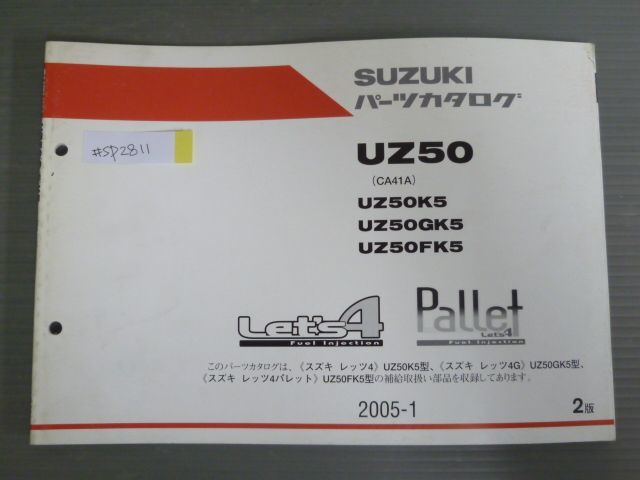 SUZUKI
パーツカタログ
#SP2811
UZ50
(CA41A)
UZ50K5
UZ50GK5
UZ50FK5
Let's4
Fuel Injection
Pallet
Let's4
Fuel Injection
このパーツカタログは、《スズキ レッツ4》UZ50K5型、《スズキ レッツ4G》UZ50GK5型、
《スズキ レッツ4パレット》UZ50FK5型の補給取扱い部品を収録してあります。
2005-1
2版